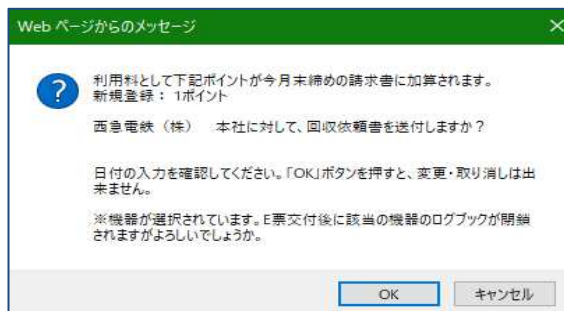 Web ページからのメッセージ
利用料として下記ポイントが今月末締めの請求書に加算されます。
新規登録： 1ポイント
西急電鉄（株） 本社に対して、回収依頼書を送付しますか？
日付の入力を確認してください。「OK」ボタンを押すと、変更・取り消しは出
来ません。
※機器が選択されています。E票交付後に該当の機器のログブックが閉鎖
されますがよろしいでしょうか。
OK
キャンセル